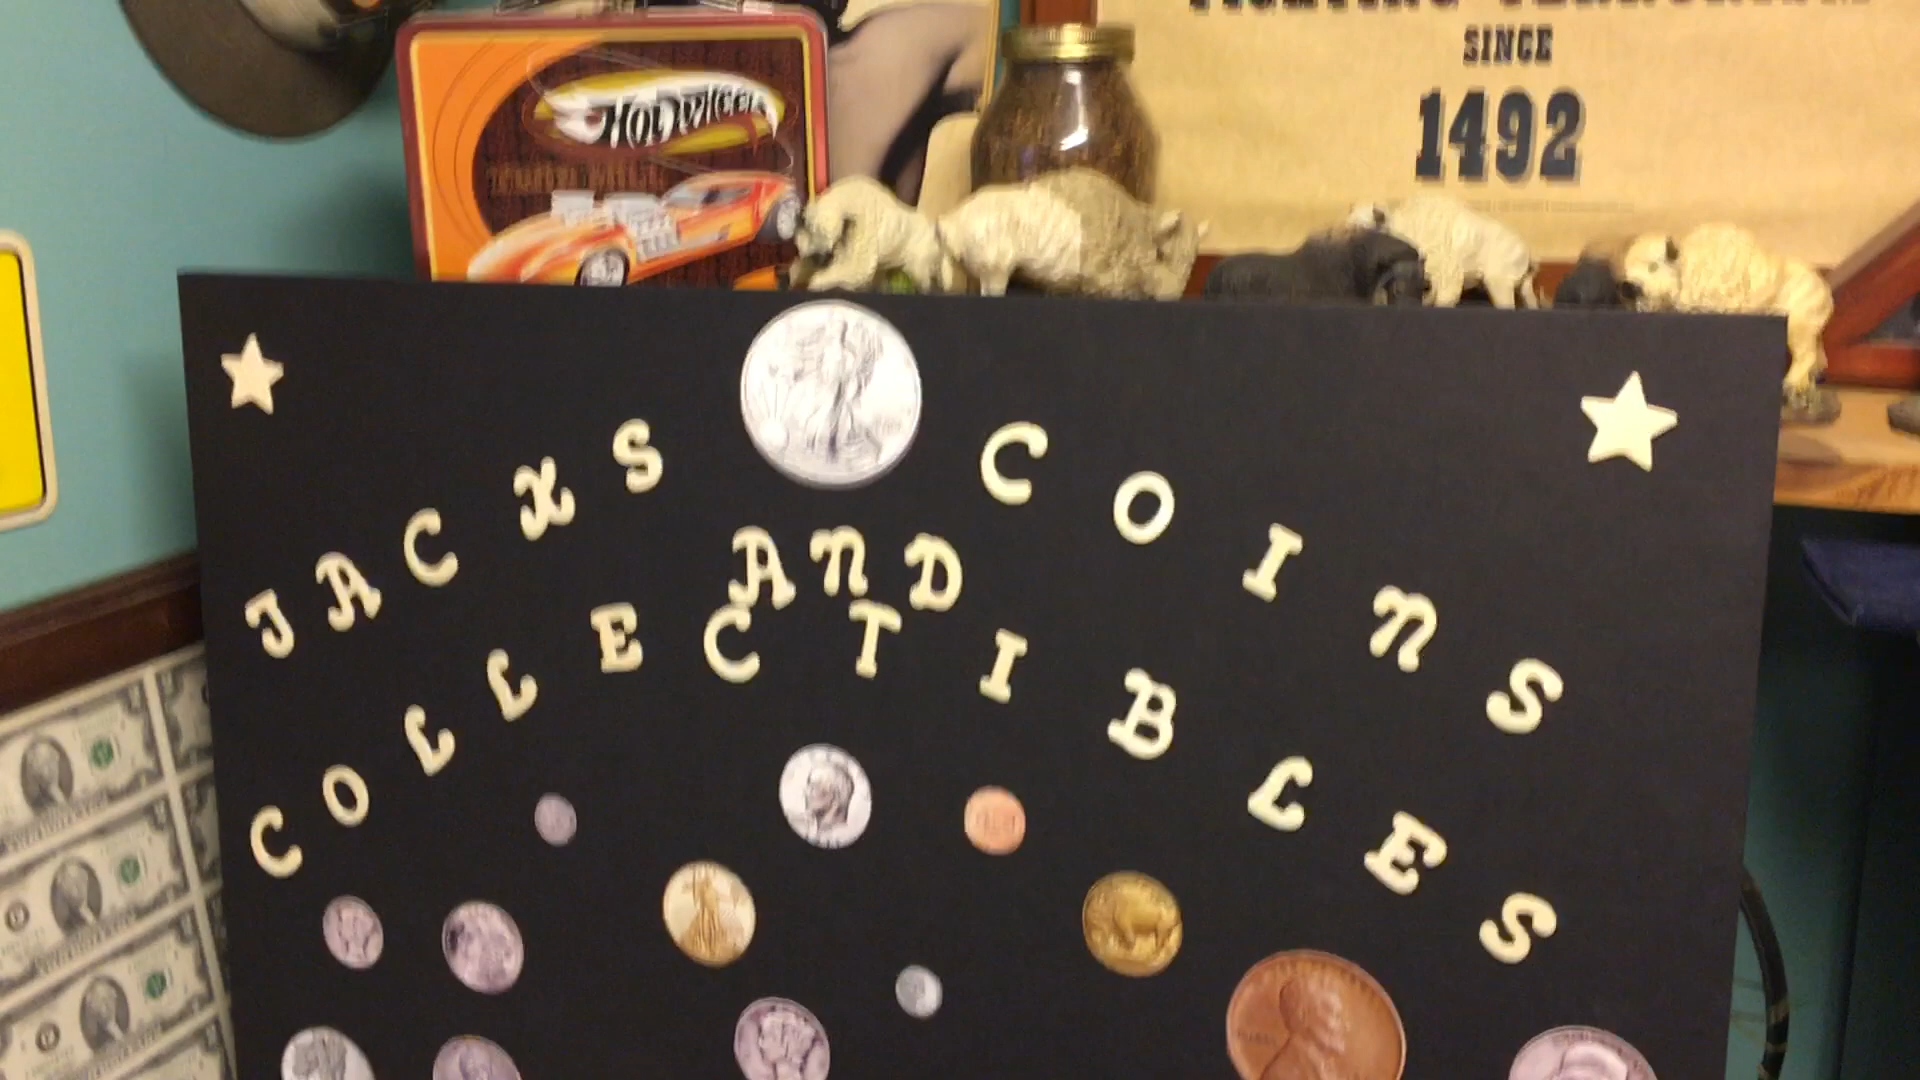 SINCE
1492
HOT WHEELS
JACKS COINS
AND
COLLECTIBLES